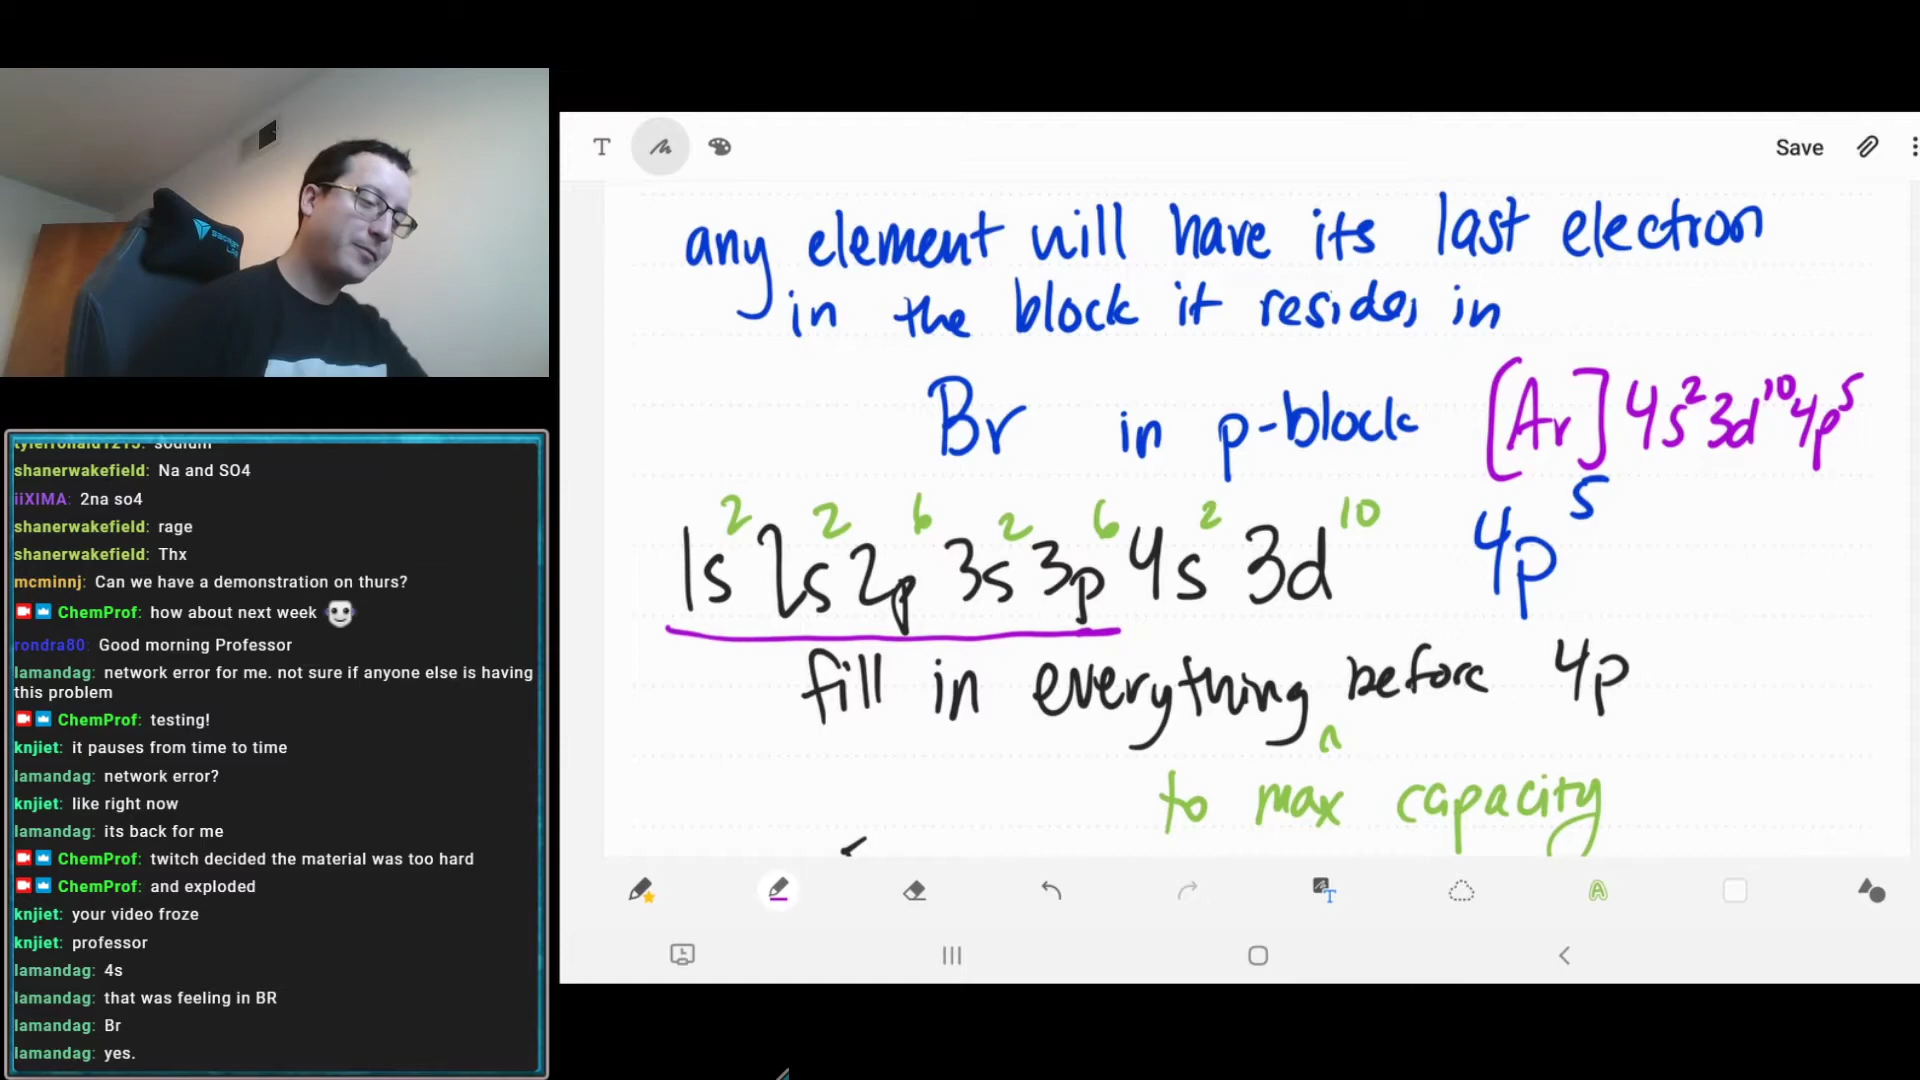 T
Save
any element will have its last electron
in the block it resides in
Br in p-block [Ar] 4s² 3d¹⁰ 4p⁵
1s² 2s² 2p⁶ 3s² 3p⁶ 4s² 3d¹⁰ 4p⁵
fill in everything before 4p
^
to max capacity
tylerronald1213: sodium
shanerwakefield: Na and SO4
iiXIMA: 2na so4
shanerwakefield: rage
shanerwakefield: Thx
mcminnj: Can we have a demonstration on thurs?
ChemProf: how about next week
rondra80: Good morning Professor
lamandag: network error for me. not sure if anyone else is having
this problem
ChemProf: testing!
knjiet: it pauses from time to time
lamandag: network error?
knjiet: like right now
lamandag: its back for me
ChemProf: twitch decided the material was too hard
ChemProf: and exploded
knjiet: your video froze
knjiet: professor
lamandag: 4s
lamandag: that was feeling in BR
lamandag: Br
lamandag: yes.